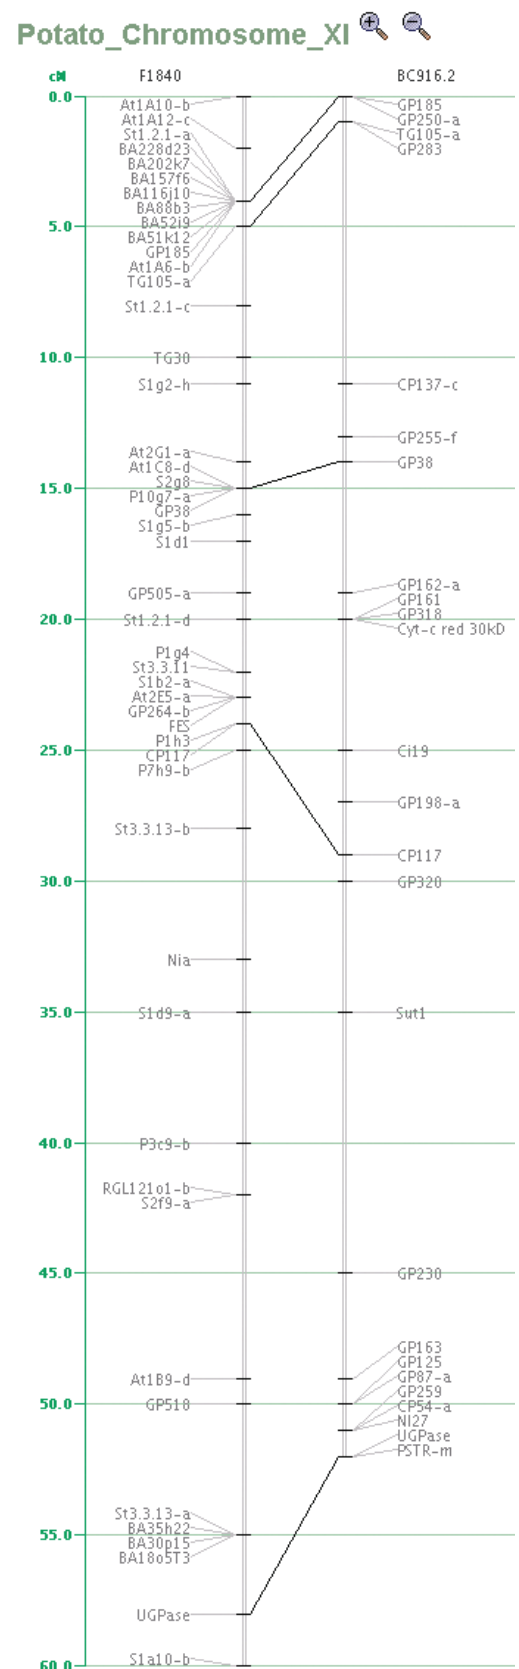 Potato_Chromosome_XI
cM F1840 BC916.2
0.0
At1A10-b
At1A12-c
St1.2.1-a
BA228d23
BA202k7
BA157f6
BA116j10
BA88b3
BA52i9
BA51k12
GP185
At1A6-b
TG105-a
St1.2.1-c
TG30
S1g2-h
At2G1-a
At1C8-d
S2g8
P10g7-a
GP38
S1g5-b
S1d1
GP505-a
St1.2.1-d
P1g4
St3.3.11
S1b2-a
At2E5-a
GP264-b
FES
P1h3
CP117
P7h9-b
St3.3.13-b
Nia
S1d9-a
P3c9-b
RGL121o1-b
S2f9-a
At1B9-d
GP518
St3.3.13-a
BA35h22
BA30p15
BA18o5T3
UGPase
S1a10-b
5.0
10.0
15.0
20.0
25.0
30.0
35.0
40.0
45.0
50.0
55.0
60.0
GP185
GP250-a
TG105-a
GP283
CP137-c
GP255-f
GP38
GP162-a
GP161
GP318
Cyt-c red 30kD
Ci19
GP198-a
CP117
GP320
Sut1
GP230
GP163
GP125
GP87-a
GP259
CP54-a
NI27
UGPase
PSTR-m